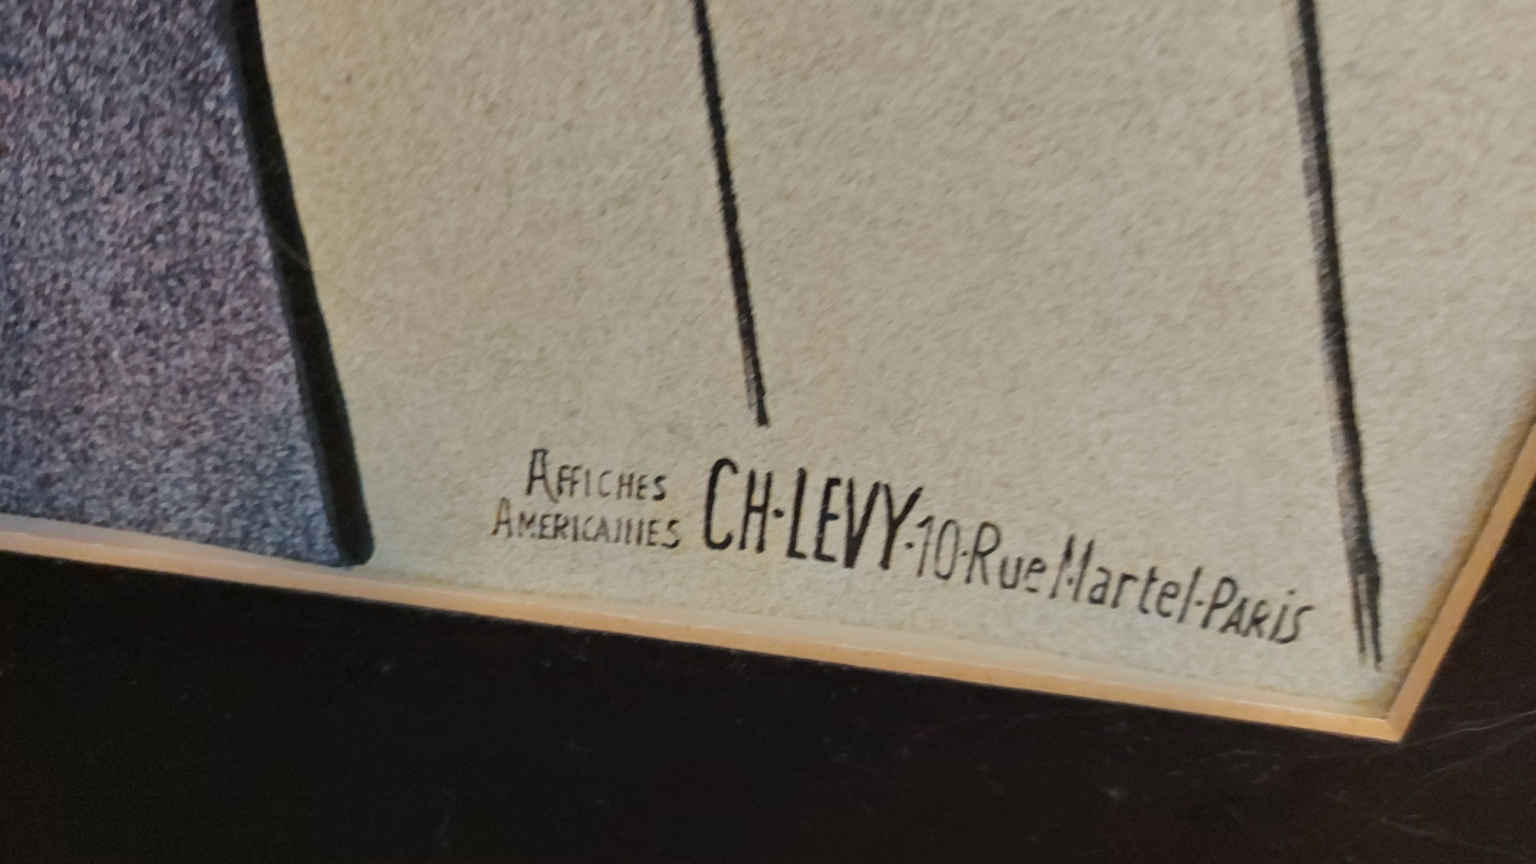 AFFICHES
AMERICAINES CH·LEVY·10·Rue Martel·PARIS